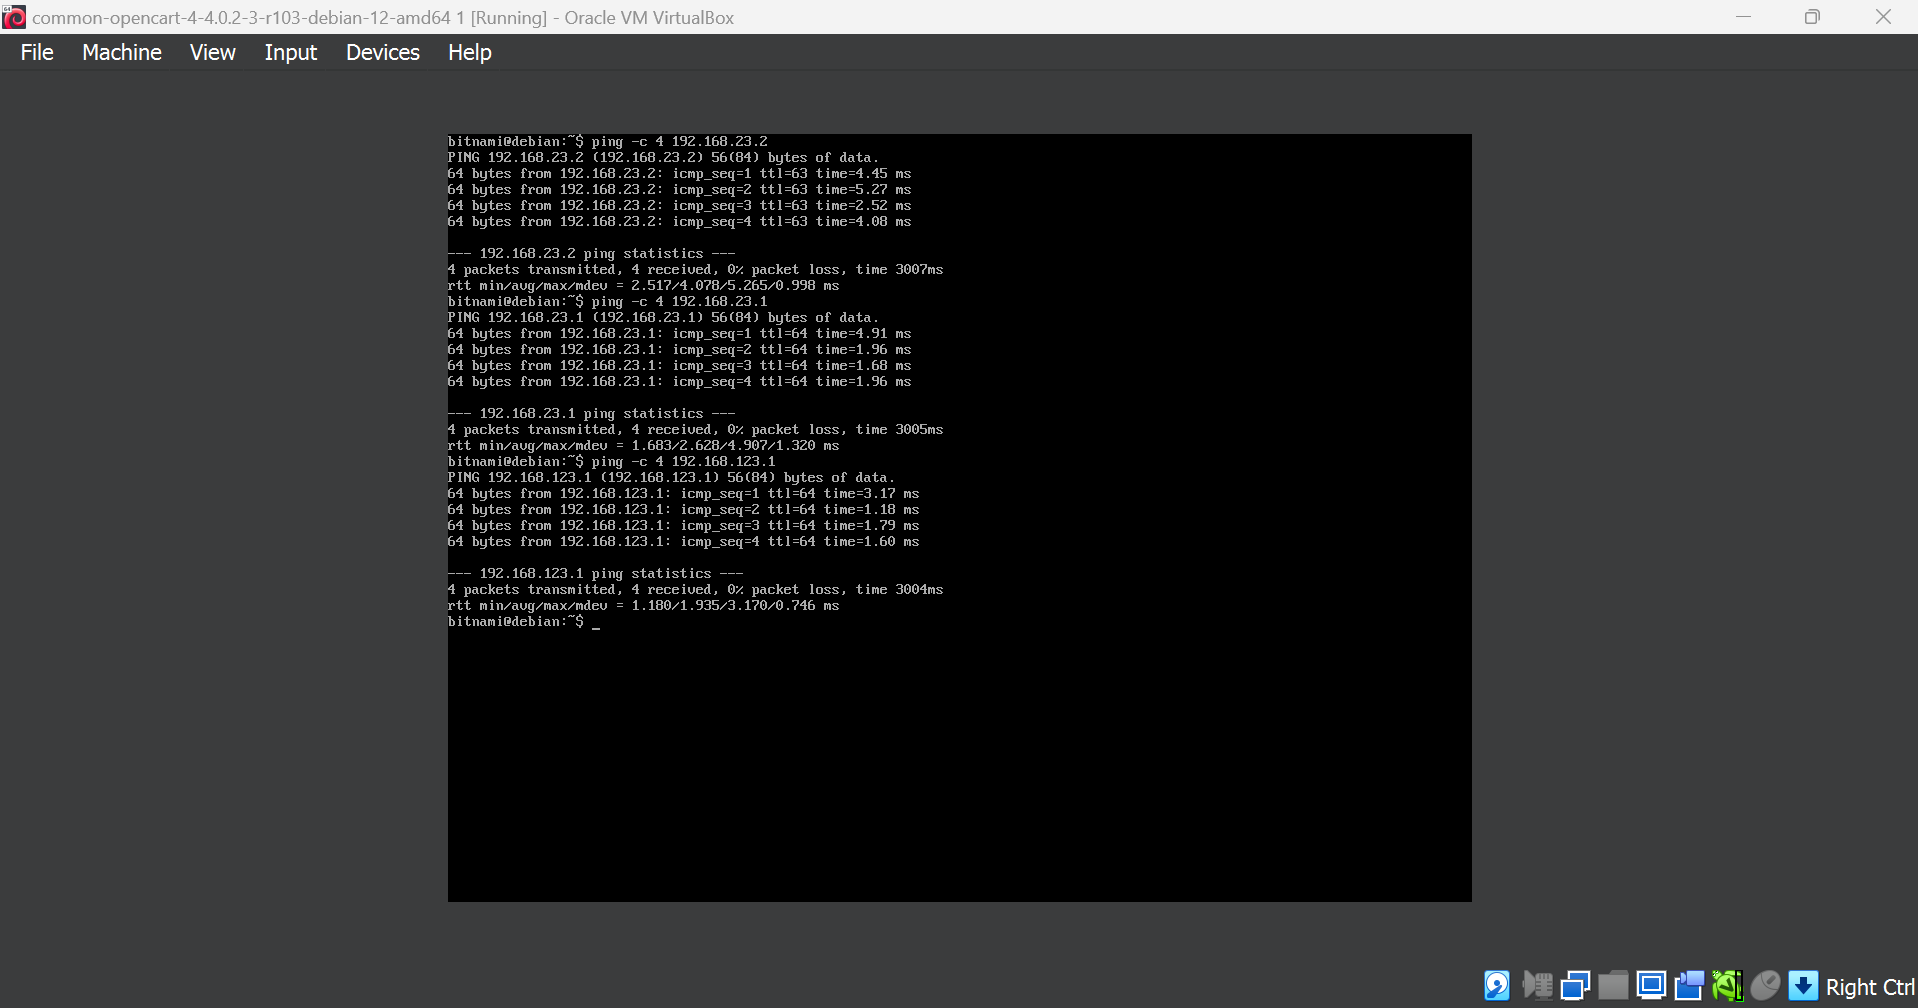 common-opencart-4-4.0.2-3-r103-debian-12-amd64 1 [Running] - Oracle VM VirtualBox
File Machine View Input Devices Help
bitnami@debian:~$ ping -c 4 192.168.23.2
PING 192.168.23.2 (192.168.23.2) 56(84) bytes of data.
64 bytes from 192.168.23.2: icmp_seq=1 ttl=63 time=4.45 ms
64 bytes from 192.168.23.2: icmp_seq=2 ttl=63 time=5.27 ms
64 bytes from 192.168.23.2: icmp_seq=3 ttl=63 time=2.52 ms
64 bytes from 192.168.23.2: icmp_seq=4 ttl=63 time=4.08 ms
--- 192.168.23.2 ping statistics ---
4 packets transmitted, 4 received, 0% packet loss, time 3007ms
rtt min/avg/max/mdev = 2.517/4.078/5.265/0.998 ms
bitnami@debian:~$ ping -c 4 192.168.23.1
PING 192.168.23.1 (192.168.23.1) 56(84) bytes of data.
64 bytes from 192.168.23.1: icmp_seq=1 ttl=64 time=4.91 ms
64 bytes from 192.168.23.1: icmp_seq=2 ttl=64 time=1.96 ms
64 bytes from 192.168.23.1: icmp_seq=3 ttl=64 time=1.68 ms
64 bytes from 192.168.23.1: icmp_seq=4 ttl=64 time=1.96 ms
--- 192.168.23.1 ping statistics ---
4 packets transmitted, 4 received, 0% packet loss, time 3005ms
rtt min/avg/max/mdev = 1.683/2.628/4.907/1.320 ms
bitnami@debian:~$ ping -c 4 192.168.123.1
PING 192.168.123.1 (192.168.123.1) 56(84) bytes of data.
64 bytes from 192.168.123.1: icmp_seq=1 ttl=64 time=3.17 ms
64 bytes from 192.168.123.1: icmp_seq=2 ttl=64 time=1.18 ms
64 bytes from 192.168.123.1: icmp_seq=3 ttl=64 time=1.79 ms
64 bytes from 192.168.123.1: icmp_seq=4 ttl=64 time=1.60 ms
--- 192.168.123.1 ping statistics ---
4 packets transmitted, 4 received, 0% packet loss, time 3004ms
rtt min/avg/max/mdev = 1.180/1.935/3.170/0.746 ms
bitnami@debian:~$ _
Right Ctrl